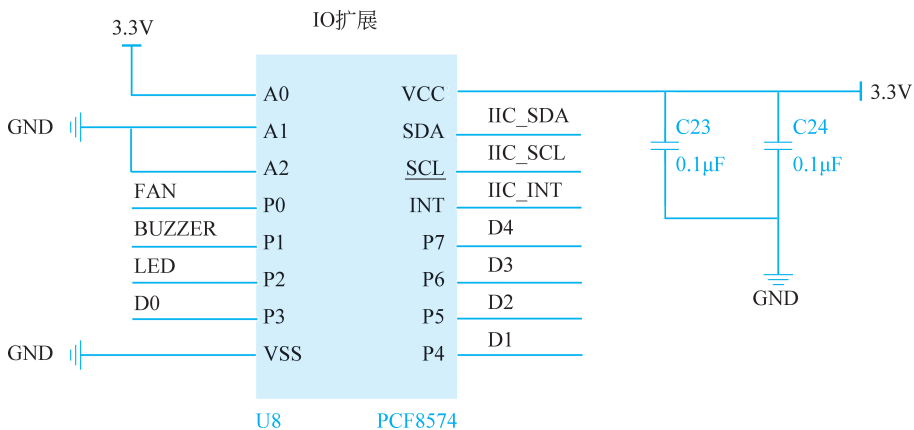 IO扩展
3.3V
A0
VCC
3.3V
GND
A1
SDA
IIC_SDA
C23
C24
A2
SCL
IIC_SCL
0.1μF
0.1μF
FAN
P0
INT
IIC_INT
BUZZER
P1
P7
D4
LED
P2
P6
D3
D0
P3
P5
D2
GND
GND
VSS
P4
D1
U8
PCF8574